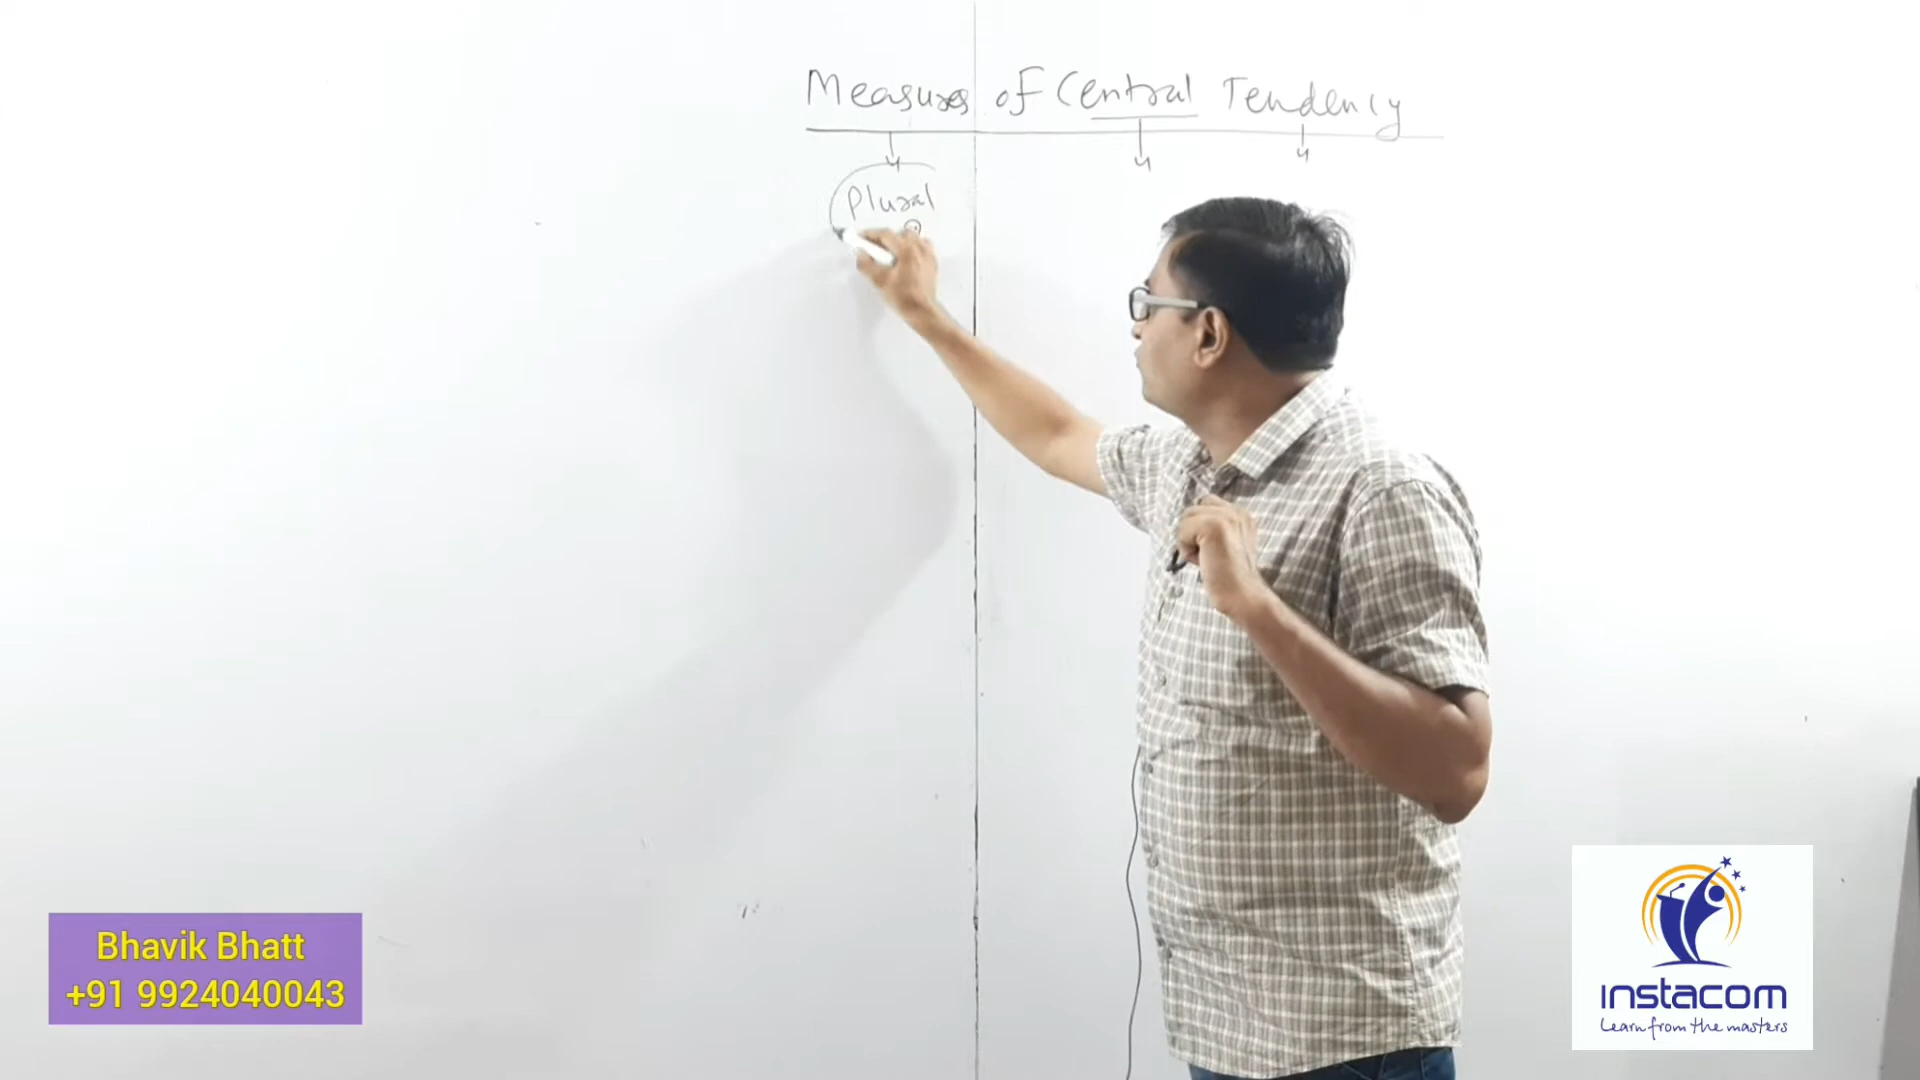 Measures of Central Tendency
Plural
Bhavik Bhatt
+91 9924040043
instacom
Learn from the masters